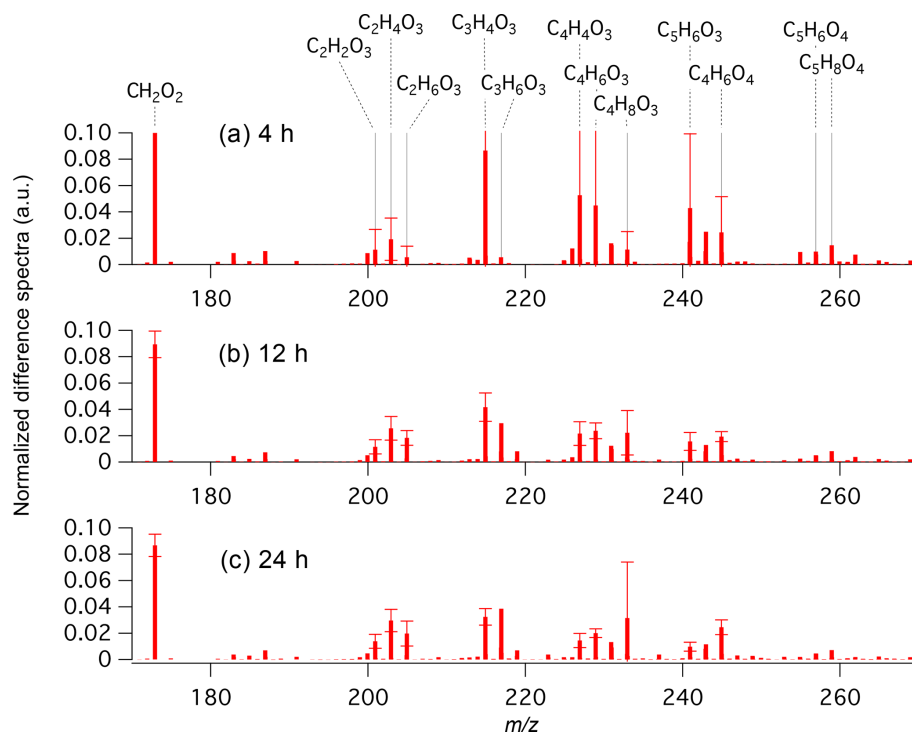 C₂H₄O₃ C₃H₄O₃ C₄H₄O₃ C₅H₆O₃ C₅H₆O₄
C₂H₂O₃ C₄H₆O₃ C₄H₆O₄ C₅H₈O₄
CH₂O₂ C₂H₆O₃ C₃H₆O₃ C₄H₈O₃
Normalized difference spectra (a.u.)
(a) 4 h
0.10
0.08
0.06
0.04
0.02
0
180 200 220 240 260
(b) 12 h
0.10
0.08
0.06
0.04
0.02
0
180 200 220 240 260
(c) 24 h
0.10
0.08
0.06
0.04
0.02
0
180 200 220 240 260
m/z